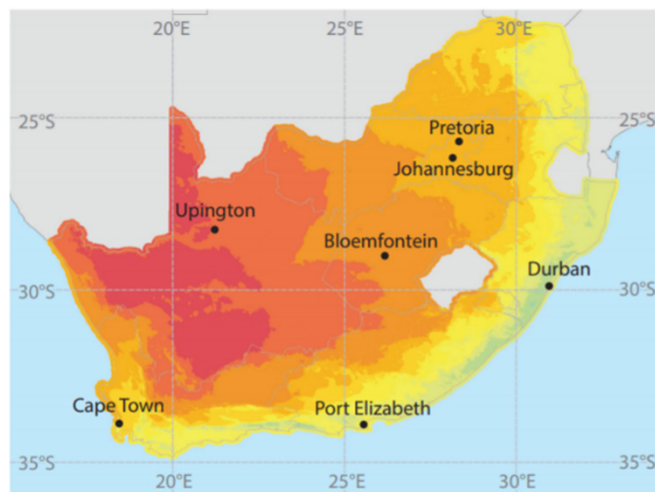 20°E 25°E 30°E
25°S 25°S
Pretoria
Johannesburg
Upington
Bloemfontein
Durban
30°S 30°S
Cape Town
Port Elizabeth
35°S 35°S
20°E 25°E 30°E